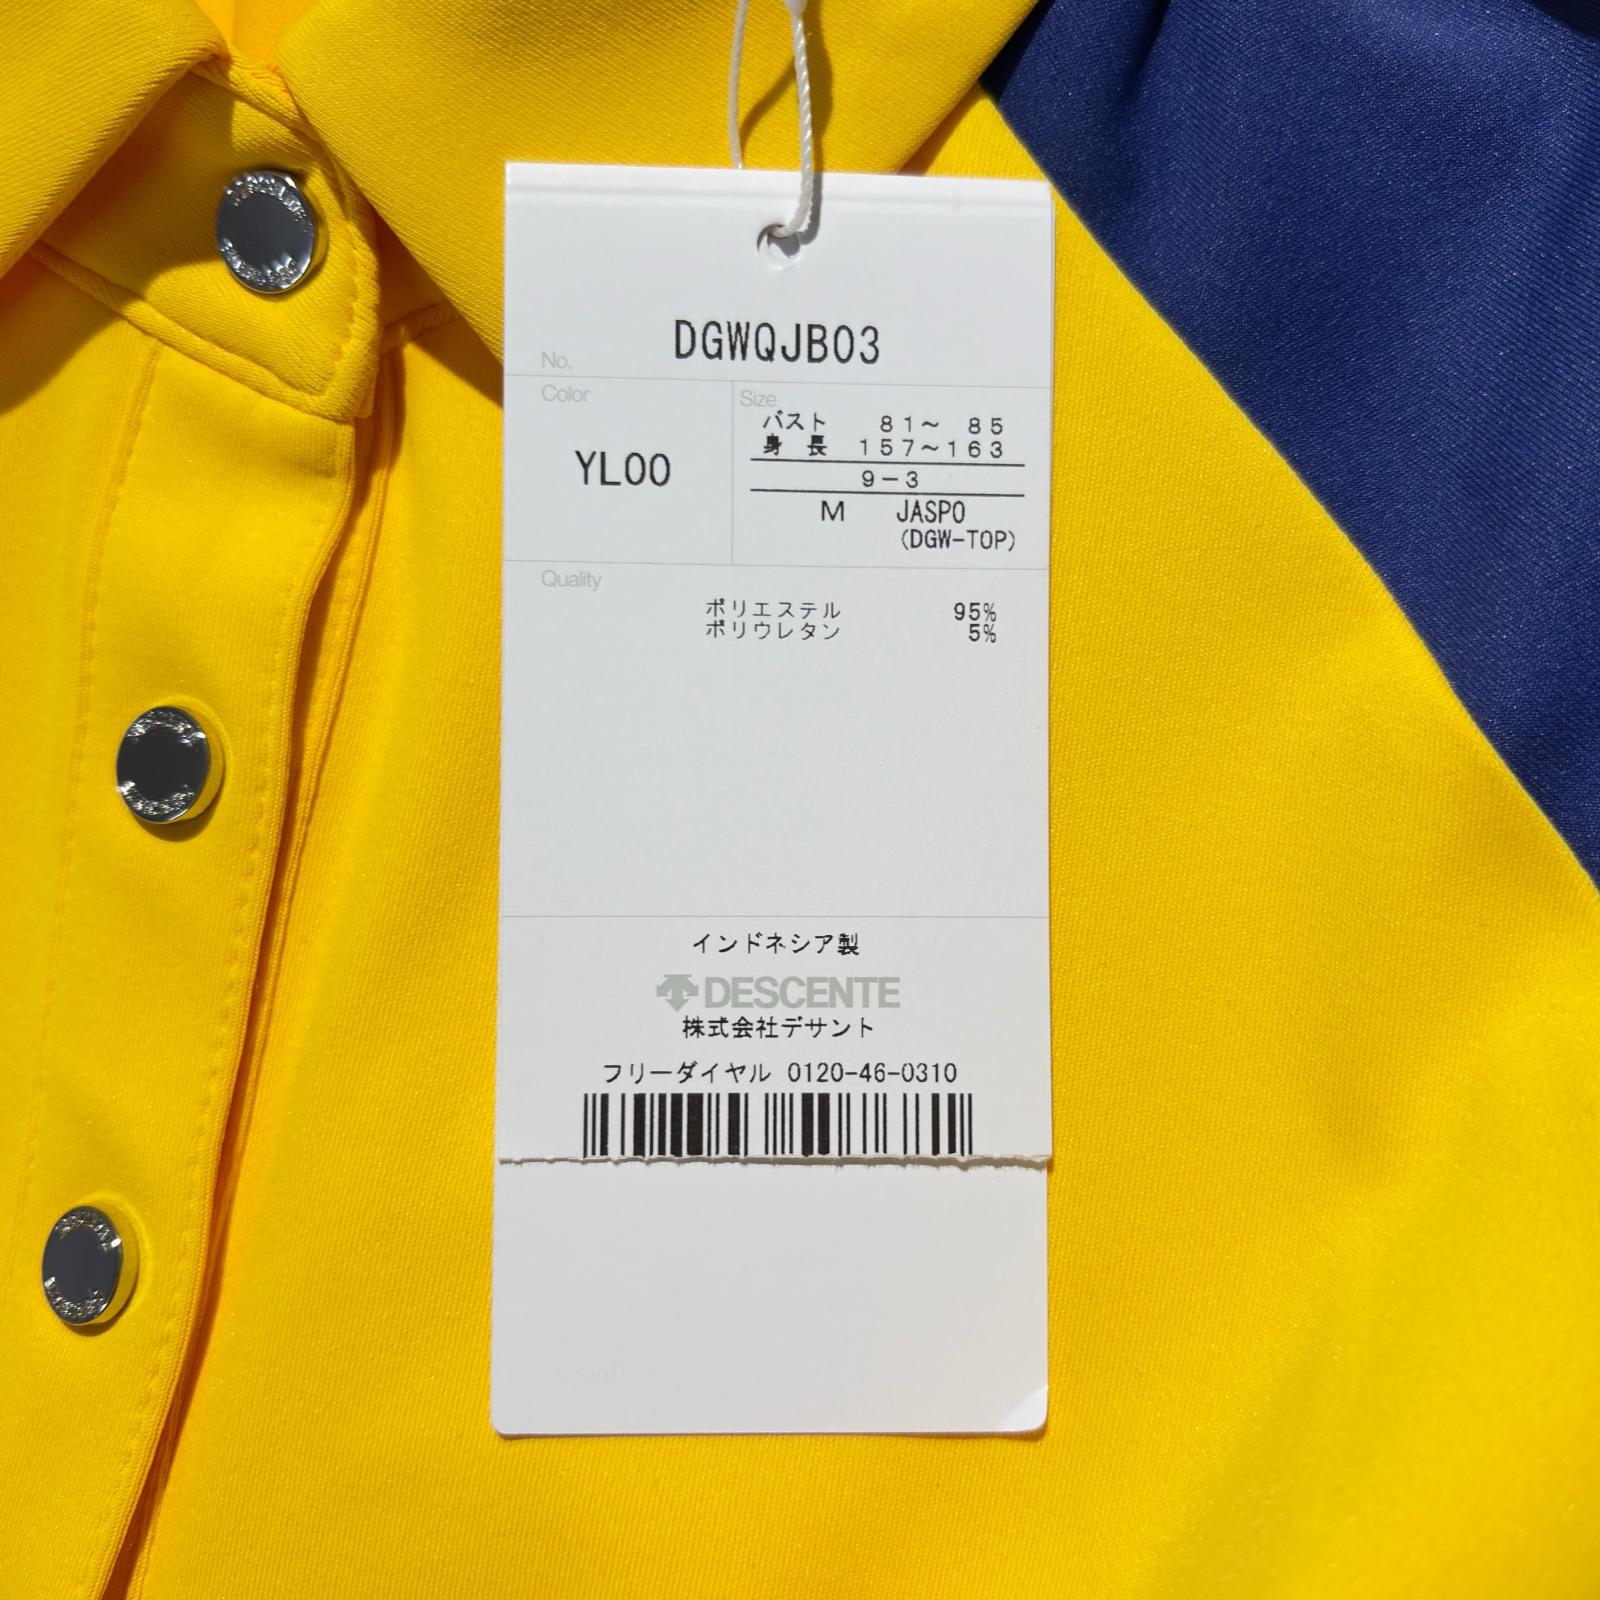 DGWQJB03
No,
Color
Size
YL00
バスト 81～ 85
身 長 157～163
9-3
M JASPO
(DGW-TOP)
Quality
ポリエステル 95%
ポリウレタン 5%
インドネシア製
DESCENTE
株式会社デサント
フリーダイヤル 0120-46-0310